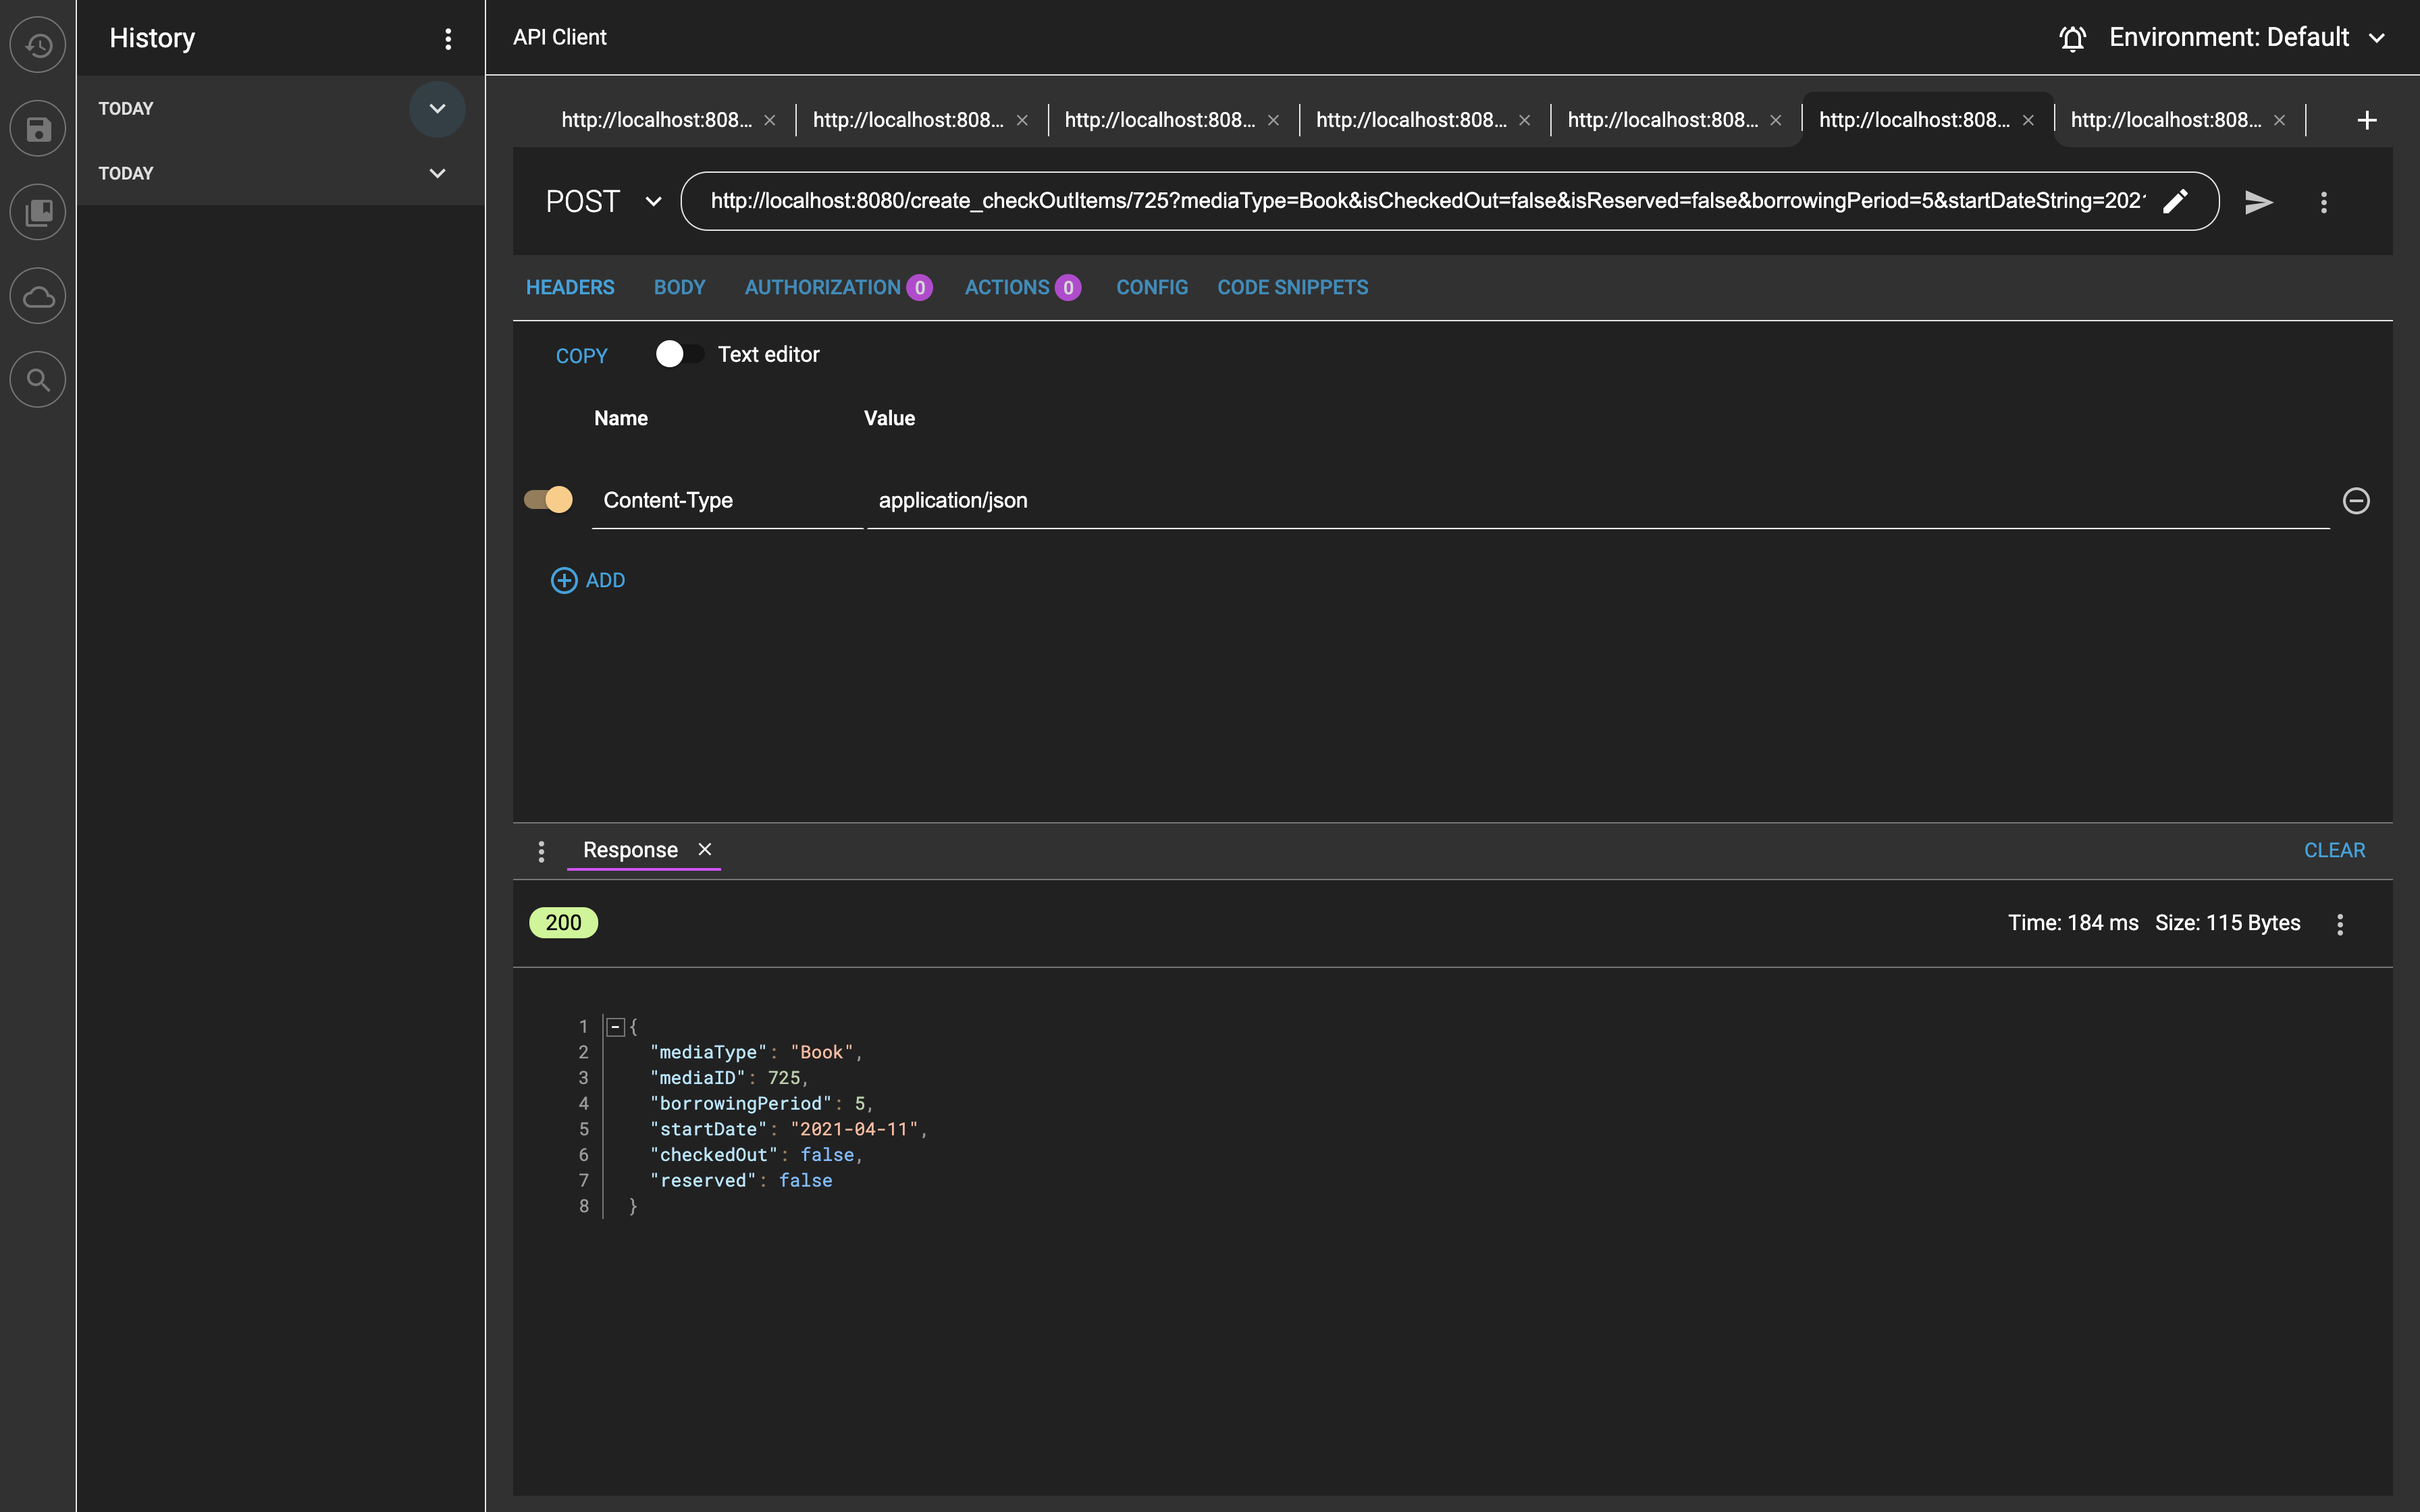 History
API Client
Environment: Default
TODAY
TODAY
http://localhost:808...
http://localhost:808...
http://localhost:808...
http://localhost:808...
http://localhost:808...
http://localhost:808...
http://localhost:808...
POST
http://localhost:8080/create_checkOutItems/725?mediaType=Book&isCheckedOut=false&isReserved=false&borrowingPeriod=5&startDateString=202
HEADERS BODY AUTHORIZATION 0 ACTIONS 0 CONFIG CODE SNIPPETS
COPY Text editor
Name Value
Content-Type application/json
ADD
Response CLEAR
200 Time: 184 ms Size: 115 Bytes
1 {
2 "mediaType": "Book",
3 "mediaID": 725,
4 "borrowingPeriod": 5,
5 "startDate": "2021-04-11",
6 "checkedOut": false,
7 "reserved": false
8 }